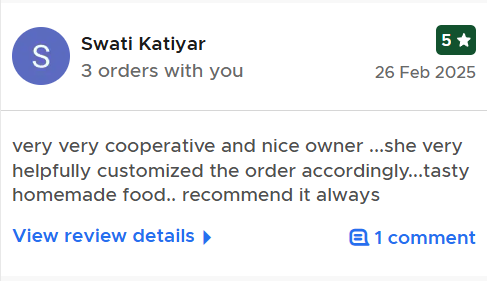 S
Swati Katiyar
5 ★
3 orders with you
26 Feb 2025
very very cooperative and nice owner ...she very
helpfully customized the order accordingly...tasty
homemade food.. recommend it always
View review details
1 comment